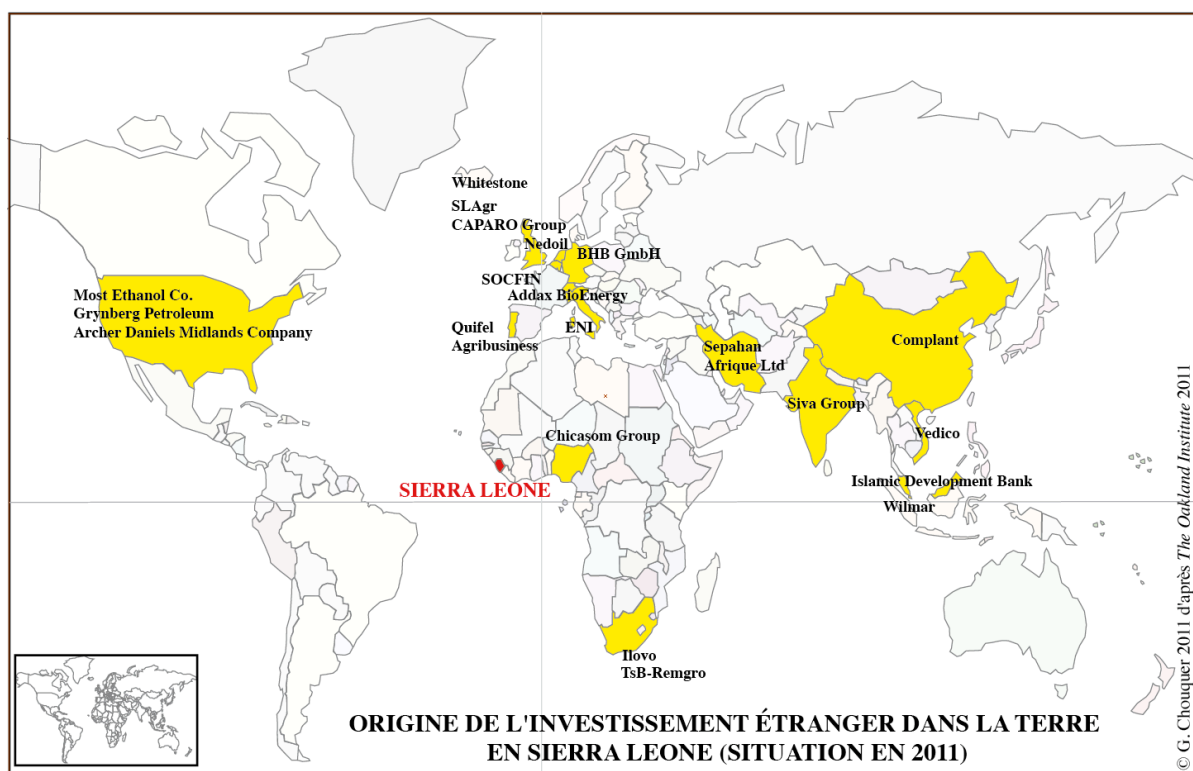 Whitestone
SLAgr
CAPARO Group
Nedoil
BHB GmbH
SOCFIN
Addax BioEnergy
Most Ethanol Co.
Grynberg Petroleum
Archer Daniels Midlands Company
Quifel
Agribusiness
ENI
Sepahan
Afrique Ltd
Complant
Siva Group
Chicasom Group
Vedico
SIERRA LEONE
Islamic Development Bank
Wilmar
Ilovo
TsB-Remgro
ORIGINE DE L'INVESTISSEMENT ÉTRANGER DANS LA TERRE
EN SIERRA LEONE (SITUATION EN 2011)
© G. Chouquer 2011 d'après The Oakland Institute 2011